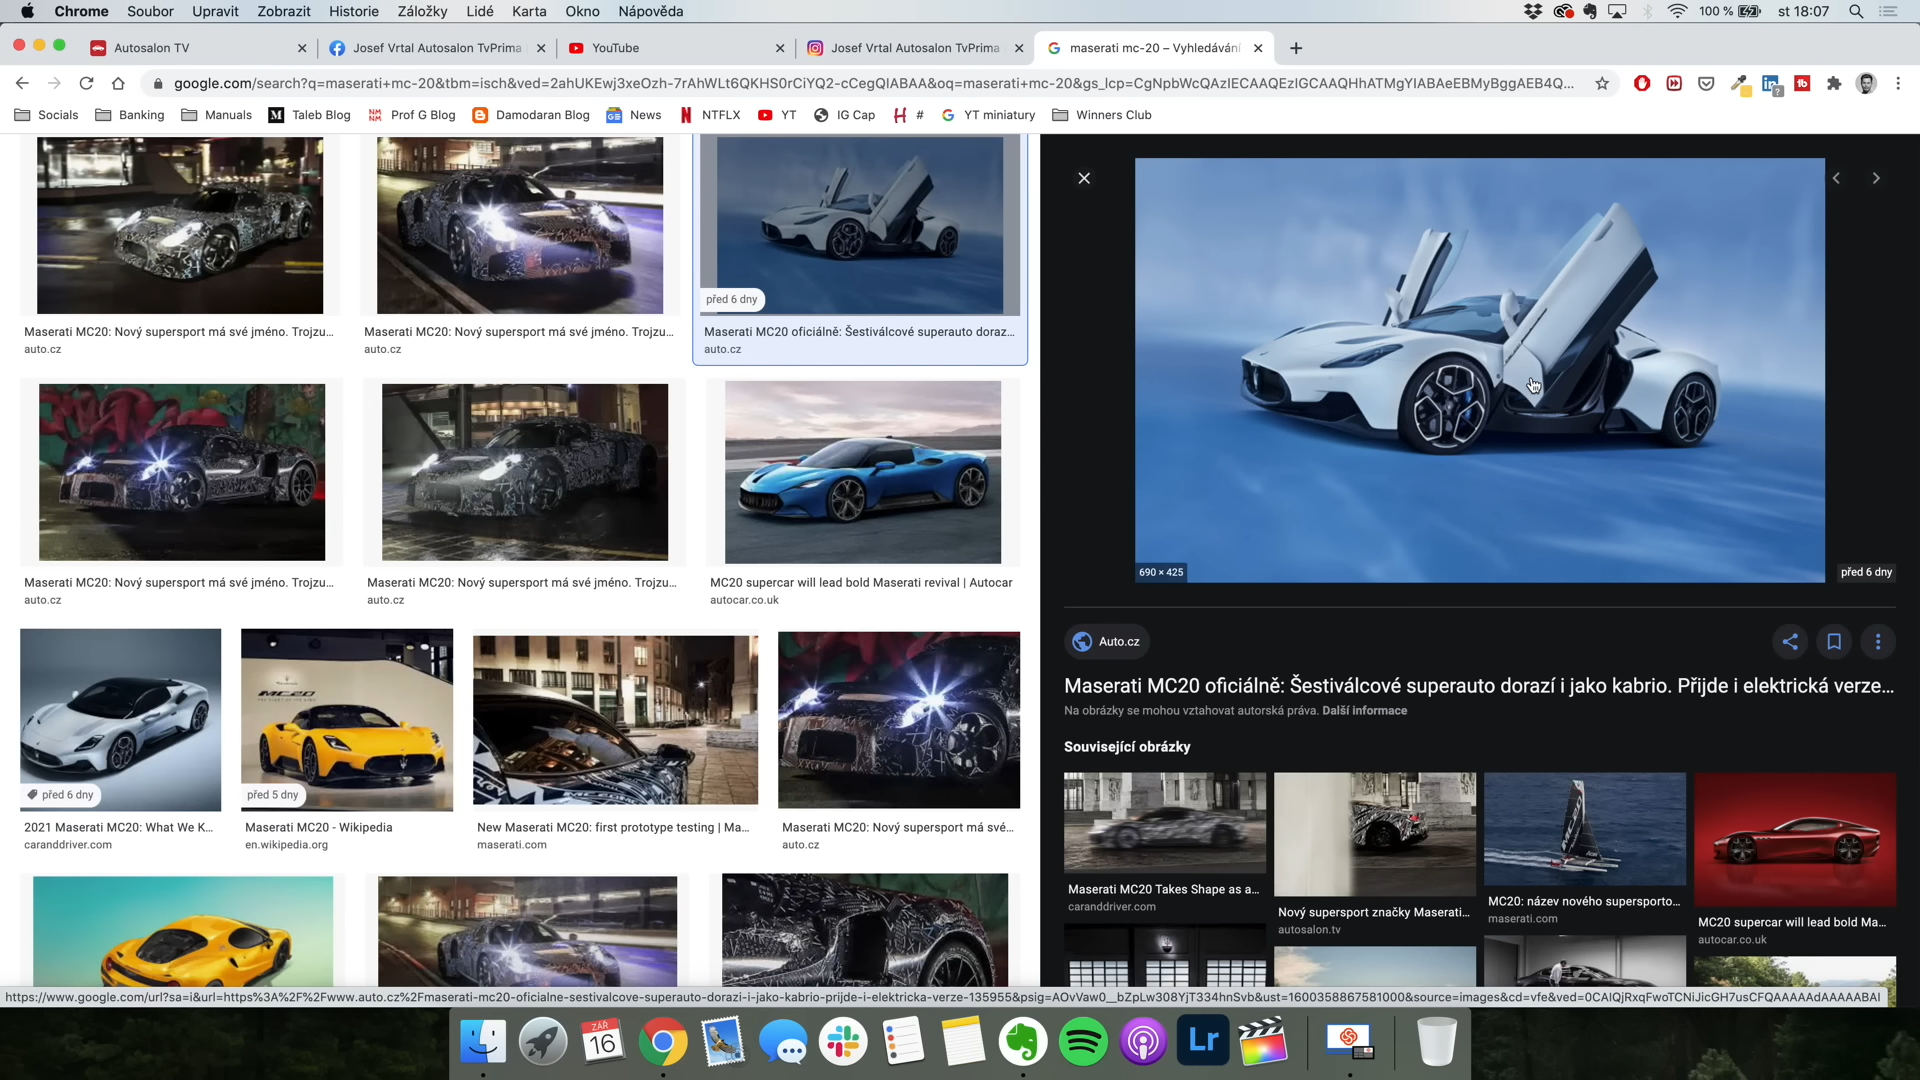 Chrome Soubor Upravit Zobrazit Historie Záložky Lidé Karta Okno Nápověda 100 % st 18:07
Autosalon TV Josef Vrtal Autosalon TvPrima YouTube Josef Vrtal Autosalon TvPrima maserati mc-20 – Vyhledávání
google.com/search?q=maserati+mc-20&tbm=isch&ved=2ahUKEwj3xeOzh-7rAhWLt6QKHS0rCiYQ2-cCegQIABAA&oq=maserati+mc-20&gs_lcp=CgNpbWcQAzIECAAQEzIGCAAQHhATMgYIABAeEBMyBggAEB4Q...
Socials Banking Manuals Taleb Blog Prof G Blog Damodaran Blog News NTFLX YT IG Cap # YT miniatury Winners Club
před 6 dny
Maserati MC20: Nový supersport má své jméno. Trojzu... Maserati MC20: Nový supersport má své jméno. Trojzu... Maserati MC20 oficiálně: Šestiválcové superauto doraz...
auto.cz auto.cz auto.cz
Maserati MC20: Nový supersport má své jméno. Trojzu... Maserati MC20: Nový supersport má své jméno. Trojzu... MC20 supercar will lead bold Maserati revival | Autocar
auto.cz auto.cz autocar.co.uk
MC20
před 6 dny před 5 dny
2021 Maserati MC20: What We K... Maserati MC20 - Wikipedia New Maserati MC20: first prototype testing | Ma... Maserati MC20: Nový supersport má své...
caranddriver.com en.wikipedia.org maserati.com auto.cz
690 × 425 před 6 dny
Auto.cz
Maserati MC20 oficiálně: Šestiválcové superauto dorazí i jako kabrio. Přijde i elektrická verze...
Na obrázky se mohou vztahovat autorská práva. Další informace
Související obrázky
Maserati MC20 Takes Shape as a...
caranddriver.com
Nový supersport značky Maserati...
autosalon.tv
MC20: název nového supersporto...
maserati.com
MC20 supercar will lead bold Ma...
autocar.co.uk
https://www.google.com/url?sa=i&url=https%3A%2F%2Fwww.auto.cz%2Fmaserati-mc20-oficialne-sestivalcove-superauto-dorazi-i-jako-kabrio-prijde-i-elektricka-verze-135955&psig=AOvVaw0__bZpLw308YjT334hnSvb&ust=1600358867581000&source=images&cd=vfe&ved=0CAIQjRxqFwoTCNiJicGH7usCFQAAAAAdAAAAABAI
ZÁŘ
16
Lr